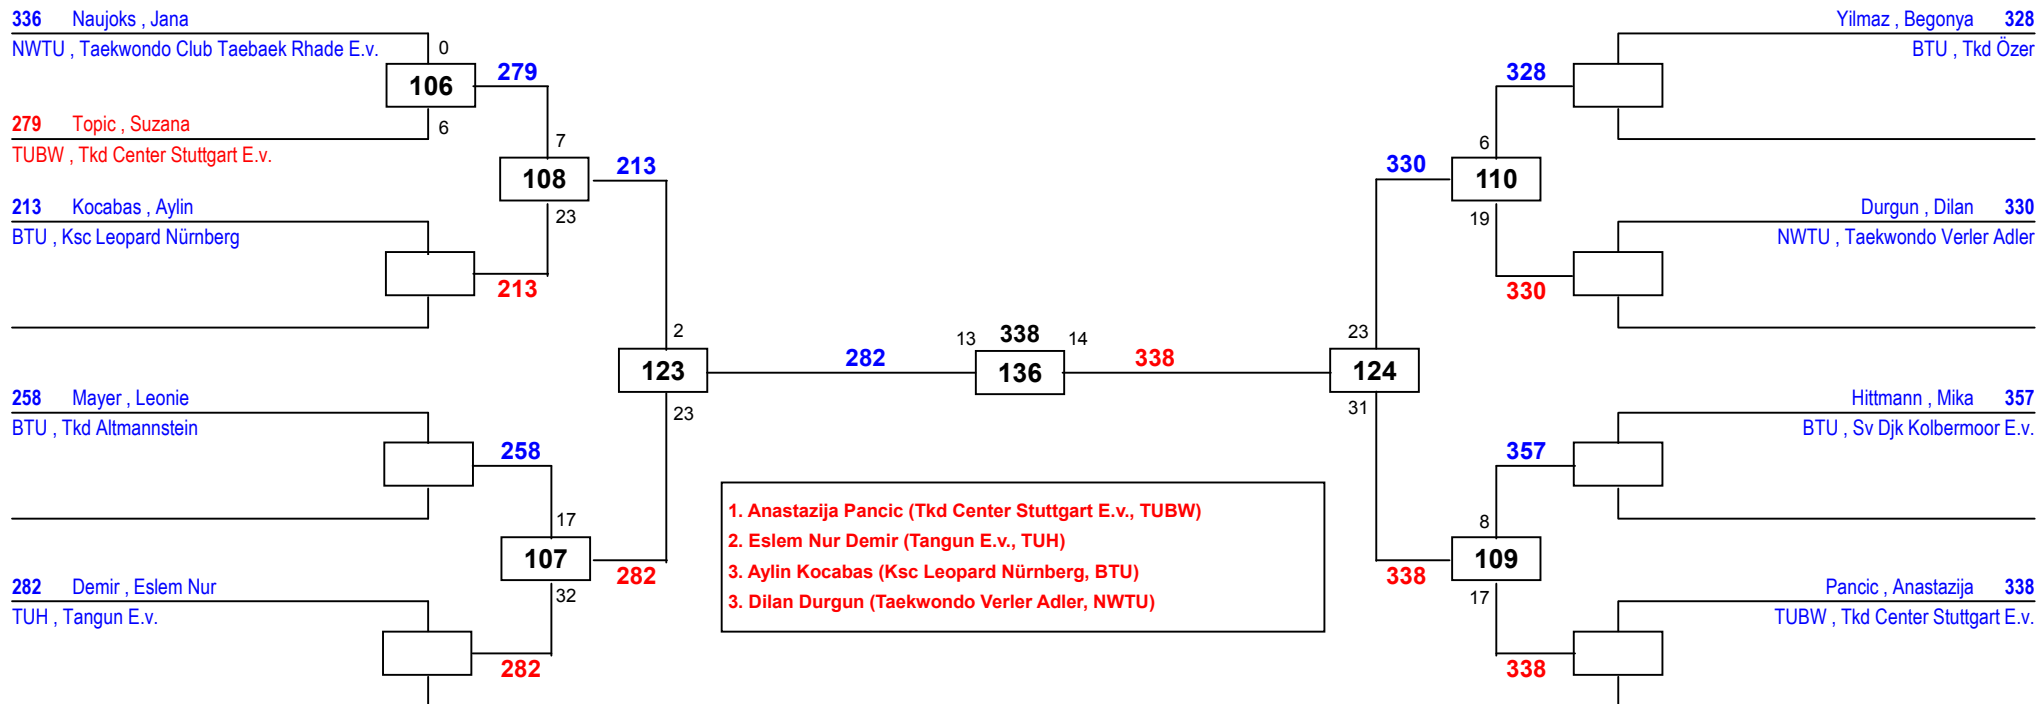 336 Naujoks , Jana
NWTU , Taekwondo Club Taebaek Rhade E.v.
0
106
279
6
279 Topic , Suzana
TUBW , Tkd Center Stuttgart E.v.
7
108
213
23
213 Kocabas , Aylin
BTU , Ksc Leopard Nürnberg
213
2
123
282
23
258 Mayer , Leonie
BTU , Tkd Altmannstein
258
17
107
282
32
282 Demir , Eslem Nur
TUH , Tangun E.v.
282
13 338 14
136
338
1. Anastazija Pancic (Tkd Center Stuttgart E.v., TUBW)
2. Eslem Nur Demir (Tangun E.v., TUH)
3. Aylin Kocabas (Ksc Leopard Nürnberg, BTU)
3. Dilan Durgun (Taekwondo Verler Adler, NWTU)
Yilmaz , Begonya 328
BTU , Tkd Özer
328
6
330
110
19
Durgun , Dilan 330
NWTU , Taekwondo Verler Adler
330
23
124
31
Hittmann , Mika 357
BTU , Sv Djk Kolbermoor E.v.
357
8
109
338
17
Pancic , Anastazija 338
TUBW , Tkd Center Stuttgart E.v.
338